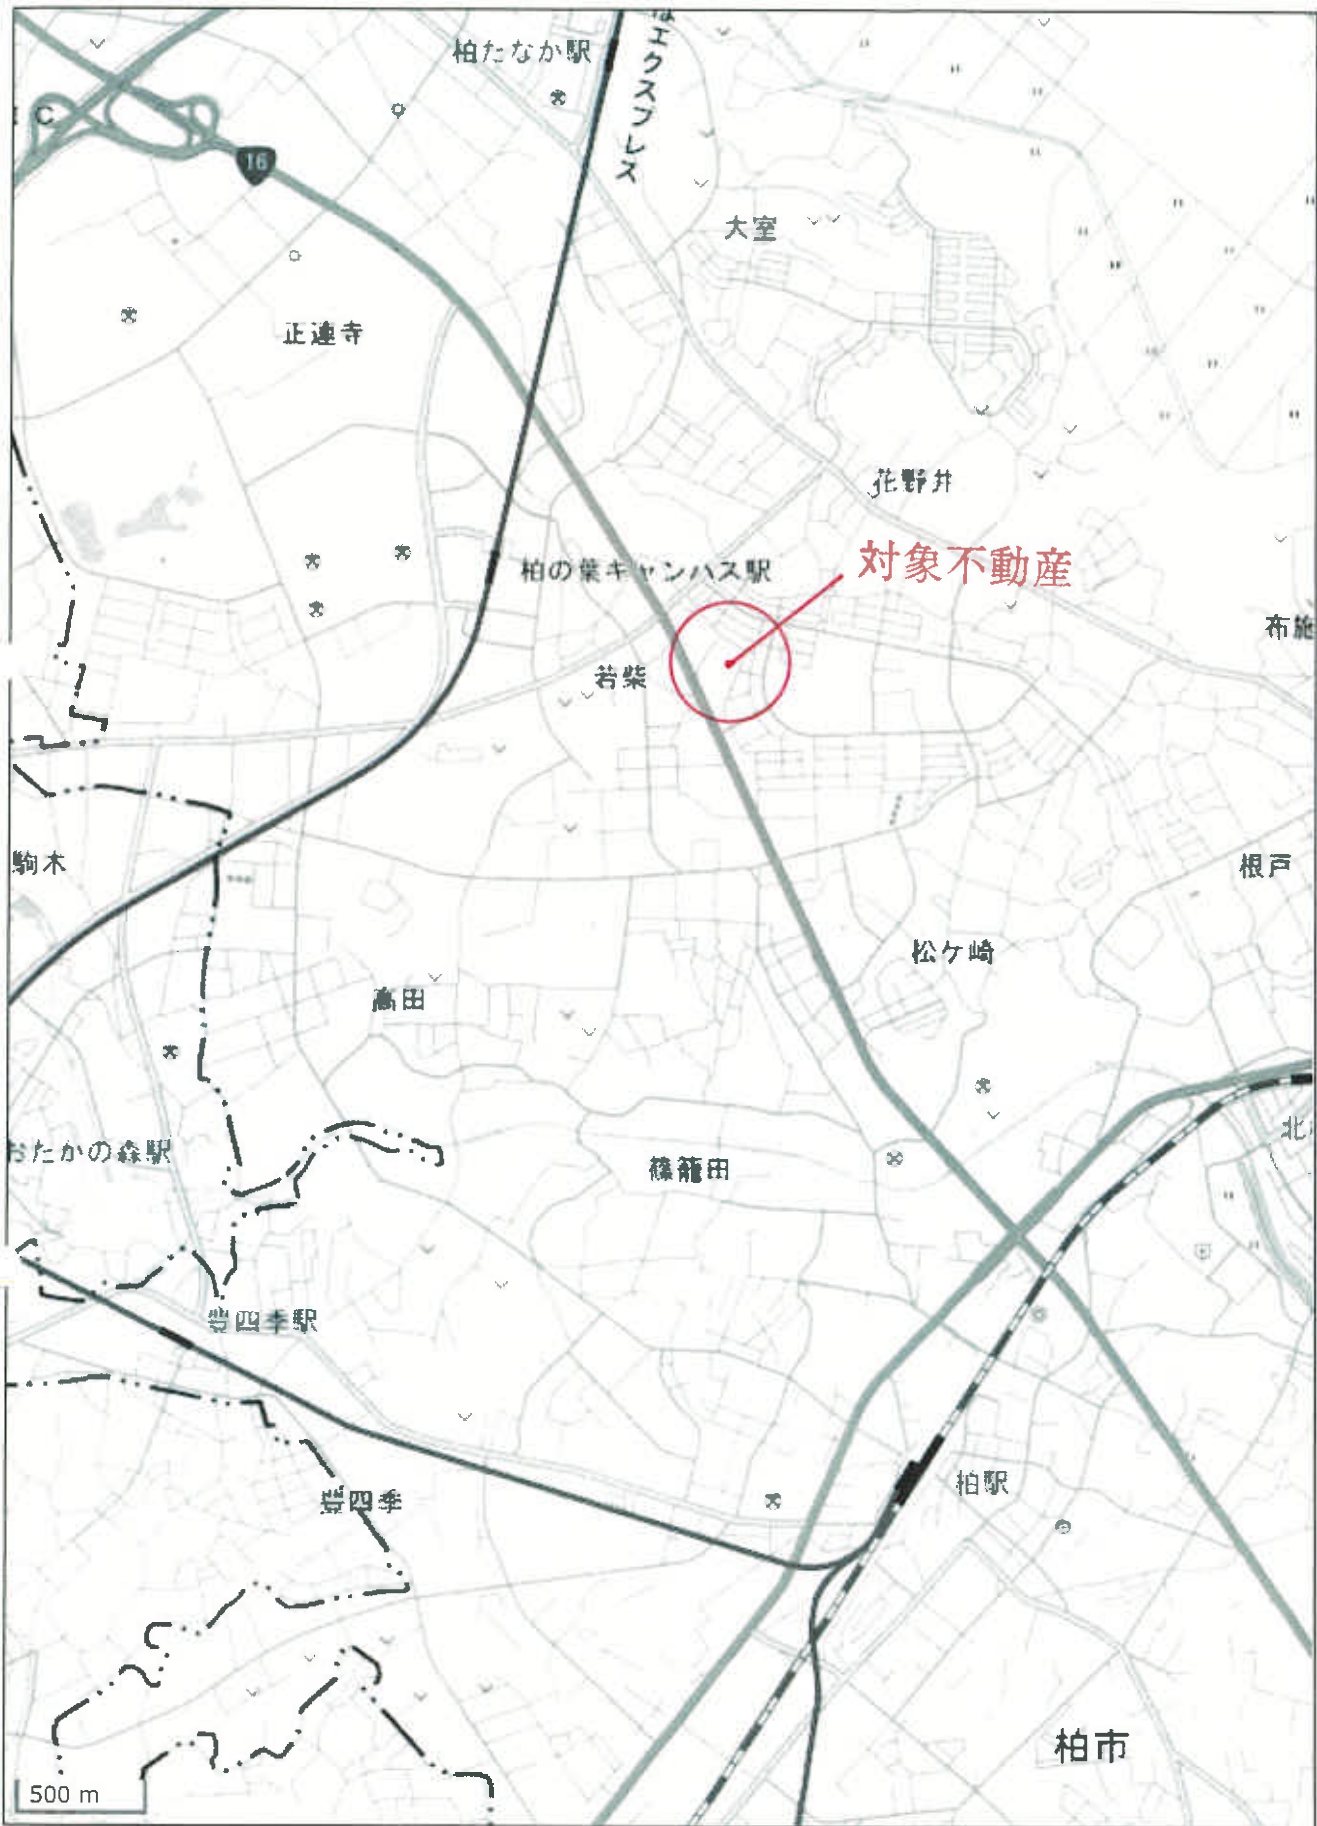 柏たなか駅
エクスプレス
C
16
大室
正連寺
花野井
対象不動産
柏の葉キャンパス駅
布施
若柴
駒木
根戸
松ケ崎
高田
北
おたかの森駅
篠籠田
豊四季駅
豊四季
柏駅
柏市
500 m